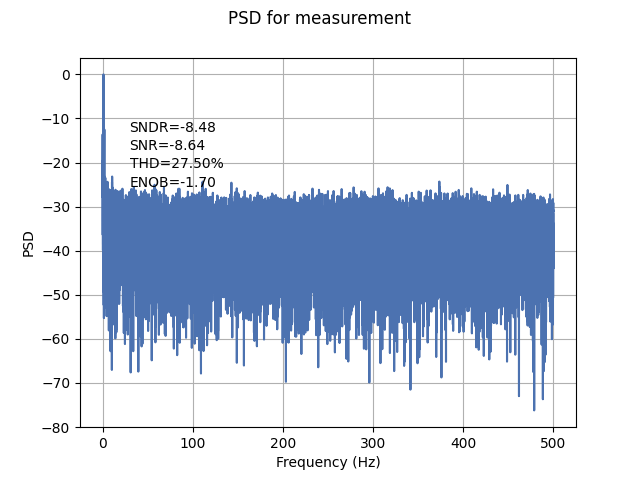 PSD for measurement
0
−10
−20
−30
−40
−50
−60
−70
−80
PSD
SNDR=-8.48
SNR=-8.64
THD=27.50%
ENOB=-1.70
0
100
200
300
400
500
Frequency (Hz)